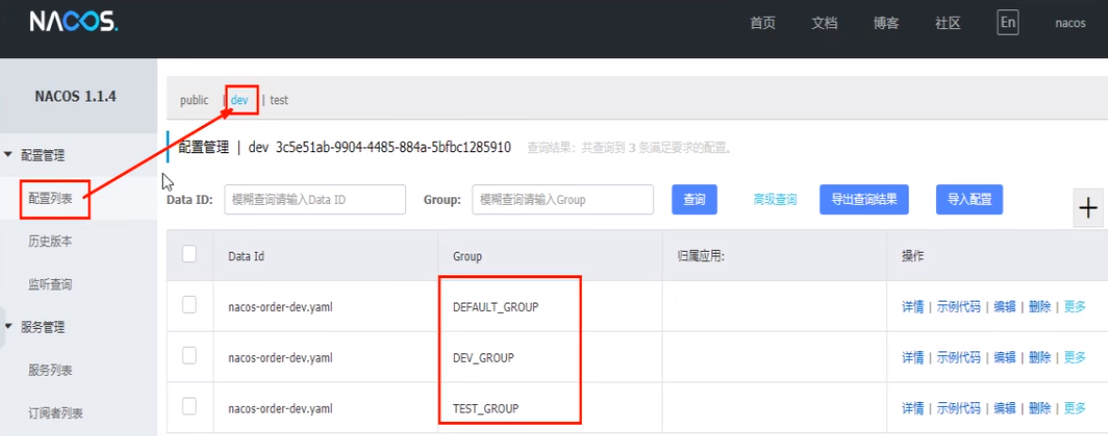 NACOS.
首页 文档 博客 社区 En nacos
NACOS 1.1.4
配置管理
配置列表
历史版本
监听查询
服务管理
服务列表
订阅者列表
public | dev | test
配置管理 | dev 3c5e51ab-9904-4485-884a-5bfbc1285910 查询结果：共查询到 3 条满足要求的配置。
Data ID: 模糊查询请输入Data ID Group: 模糊查询请输入Group 查询 高级查询 导出查询结果 导入配置 +
Data Id Group 归属应用: 操作
nacos-order-dev.yaml DEFAULT_GROUP 详情 | 示例代码 | 编辑 | 删除 | 更多
nacos-order-dev.yaml DEV_GROUP 详情 | 示例代码 | 编辑 | 删除 | 更多
nacos-order-dev.yaml TEST_GROUP 详情 | 示例代码 | 编辑 | 删除 | 更多